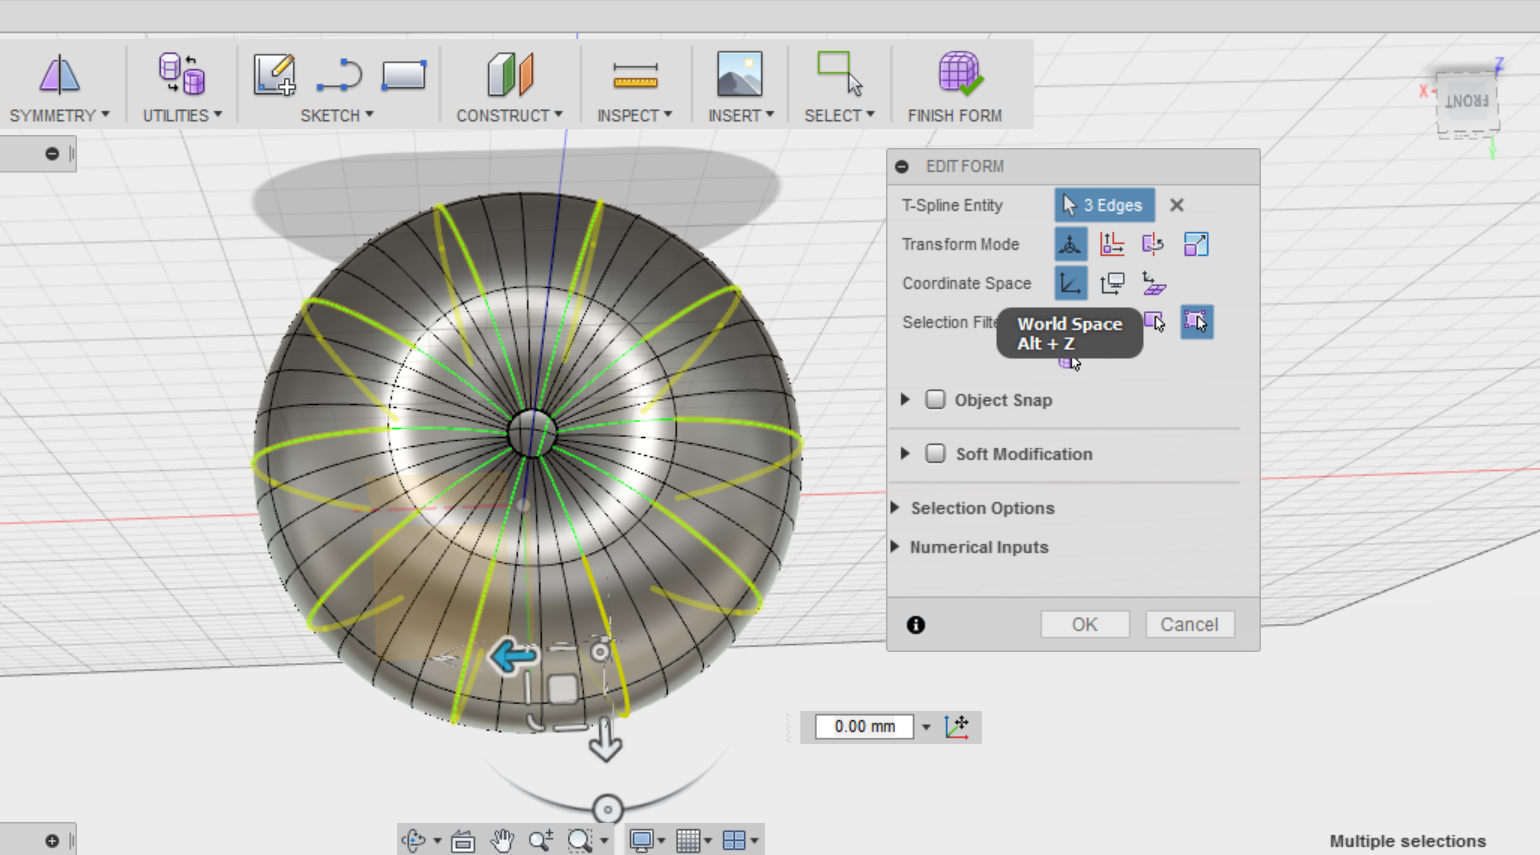 SYMMETRY
UTILITIES
SKETCH
CONSTRUCT
INSPECT
INSERT
SELECT
FINISH FORM
Z
X
FRONT
Y
EDIT FORM
T-Spline Entity
3 Edges
Transform Mode
Coordinate Space
Selection Filte
World Space
Alt + Z
Object Snap
Soft Modification
Selection Options
Numerical Inputs
OK
Cancel
0.00 mm
Multiple selections